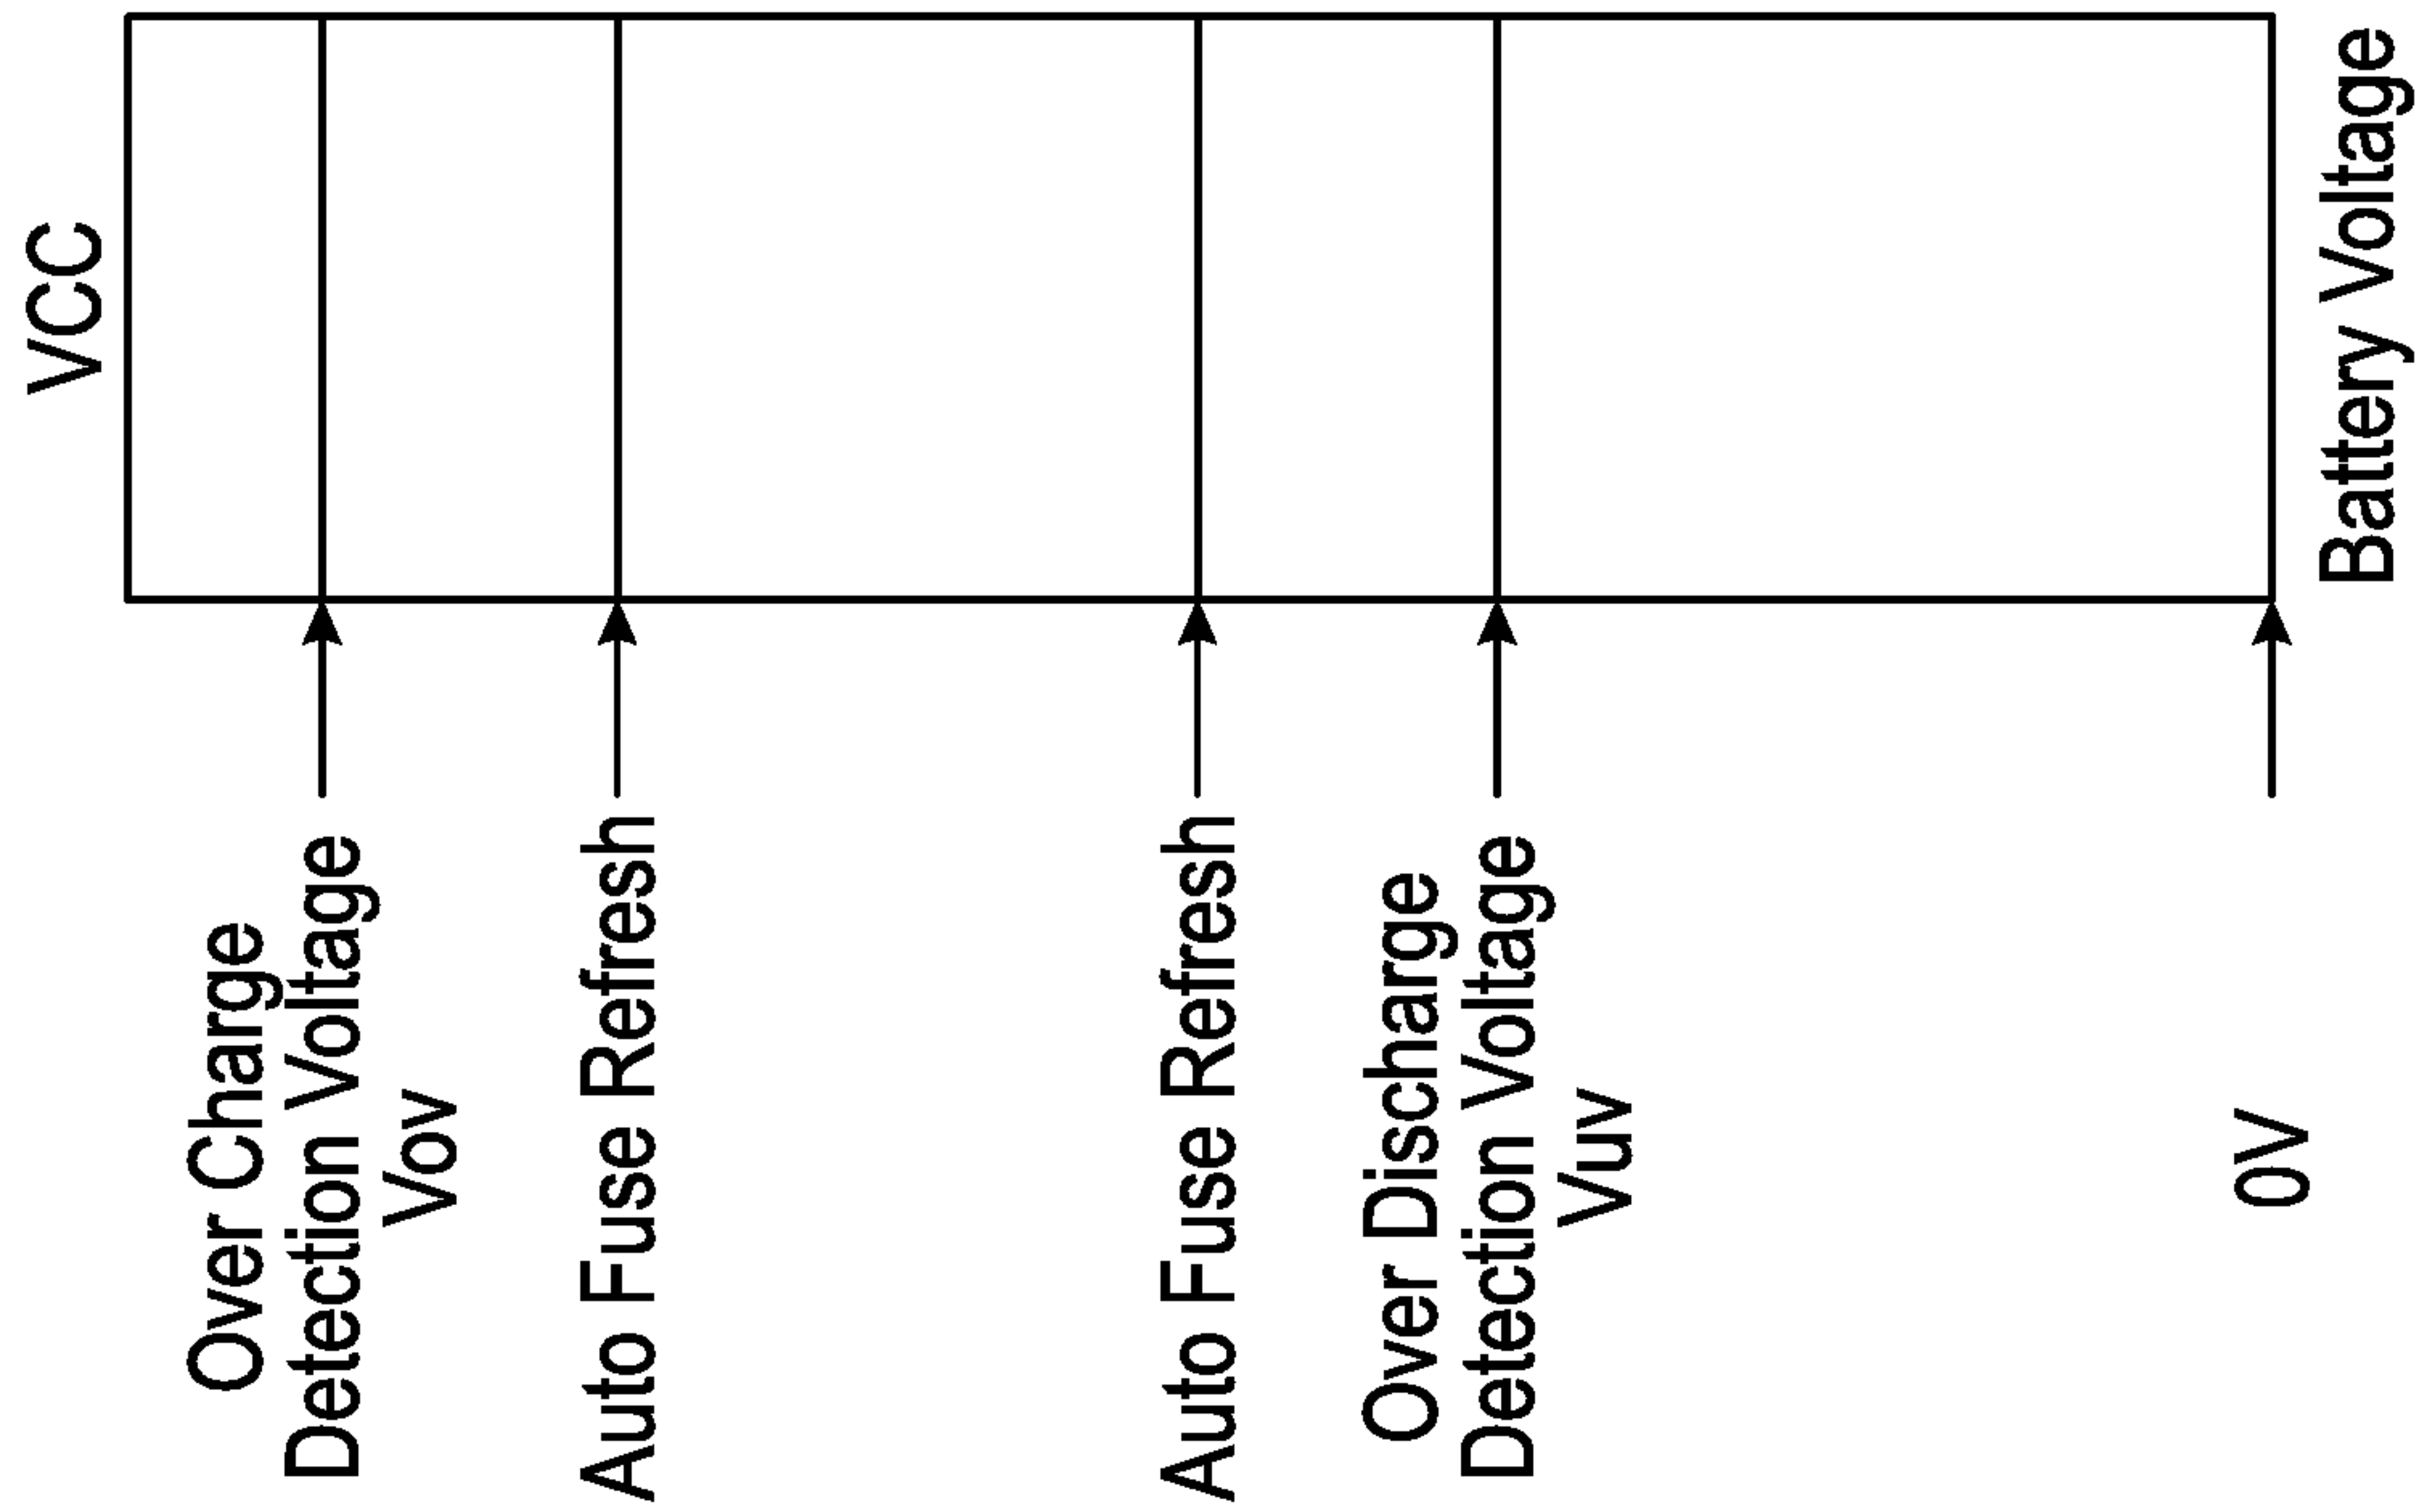 VCC
Over Charge
Detection Voltage
Vov
Auto Fuse Refresh
Auto Fuse Refresh
Over Discharge
Detection Voltage
Vuv
0V
Battery Voltage